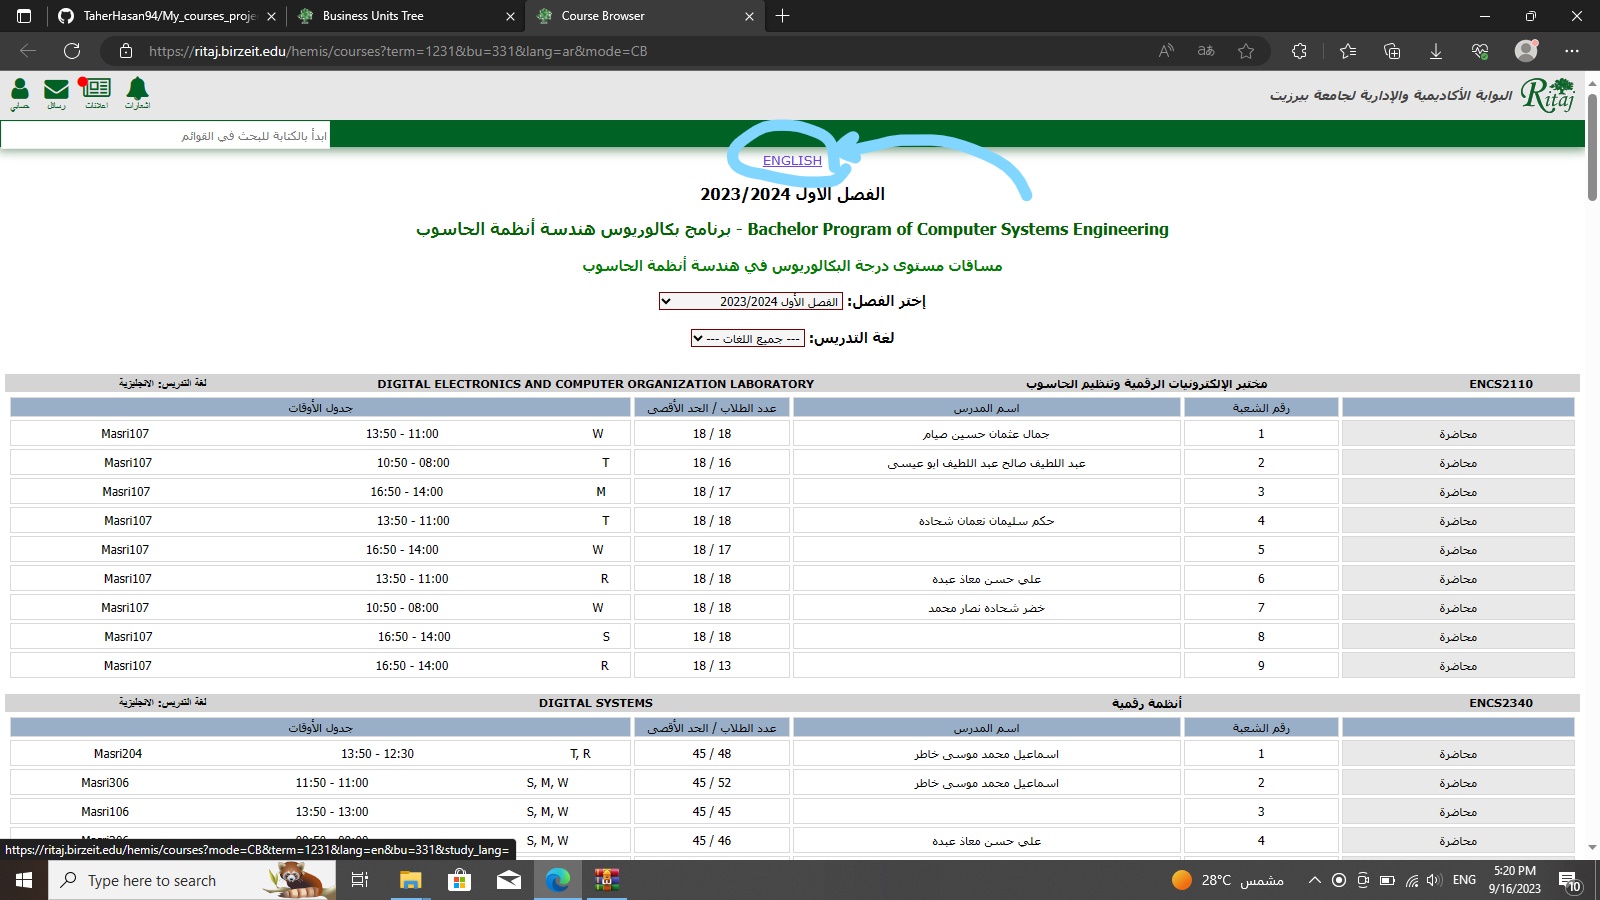 TaherHasan94/My_courses_proje
Business Units Tree
Course Browser
https://ritaj.birzeit.edu/hemis/courses?term=1231&bu=331&lang=ar&mode=CB
حسابي
رسائل
اعلانات
اشعارات
البوابة الأكاديمية والإدارية لجامعة بيرزيت
Ritaj
ابدأ بالكتابة للبحث في القوائم
ENGLISH
الفصل الأول 2023/2024
برنامج بكالوريوس هندسة أنظمة الحاسوب - Bachelor Program of Computer Systems Engineering
مساقات مستوى درجة البكالوريوس في هندسة أنظمة الحاسوب
إختر الفصل: الفصل الأول 2023/2024
لغة التدريس: --- جميع اللغات ---
ENCS2110 مختبر الإلكترونيات الرقمية وتنظيم الحاسوب DIGITAL ELECTRONICS AND COMPUTER ORGANIZATION LABORATORY لغة التدريس: الانجليزية
رقم الشعبة اسم المدرس عدد الطلاب / الحد الأقصى جدول الأوقات
محاضرة 1 جمال عثمان حسين صيام 18 / 18 W 13:50 - 11:00 Masri107
محاضرة 2 عبد اللطيف صالح عبد اللطيف ابو عيسى 18 / 16 T 10:50 - 08:00 Masri107
محاضرة 3 18 / 17 M 16:50 - 14:00 Masri107
محاضرة 4 حكم سليمان نعمان شحاده 18 / 18 T 13:50 - 11:00 Masri107
محاضرة 5 18 / 17 W 16:50 - 14:00 Masri107
محاضرة 6 علي حسن معاذ عبده 18 / 18 R 13:50 - 11:00 Masri107
محاضرة 7 خضر شحاده نصار محمد 18 / 18 W 10:50 - 08:00 Masri107
محاضرة 8 18 / 18 S 16:50 - 14:00 Masri107
محاضرة 9 18 / 13 R 16:50 - 14:00 Masri107
ENCS2340 أنظمة رقمية DIGITAL SYSTEMS لغة التدريس: الانجليزية
رقم الشعبة اسم المدرس عدد الطلاب / الحد الأقصى جدول الأوقات
محاضرة 1 اسماعيل محمد موسى خاطر 45 / 48 T, R 13:50 - 12:30 Masri204
محاضرة 2 اسماعيل محمد موسى خاطر 45 / 52 S, M, W 11:50 - 11:00 Masri306
محاضرة 3 45 / 45 S, M, W 13:50 - 13:00 Masri106
محاضرة 4 علي حسن معاذ عبده 45 / 46 S, M, W
https://ritaj.birzeit.edu/hemis/courses?mode=CB&term=1231&lang=en&bu=331&study_lang=
Type here to search
28°C مشمس
ENG
5:20 PM
9/16/2023
10